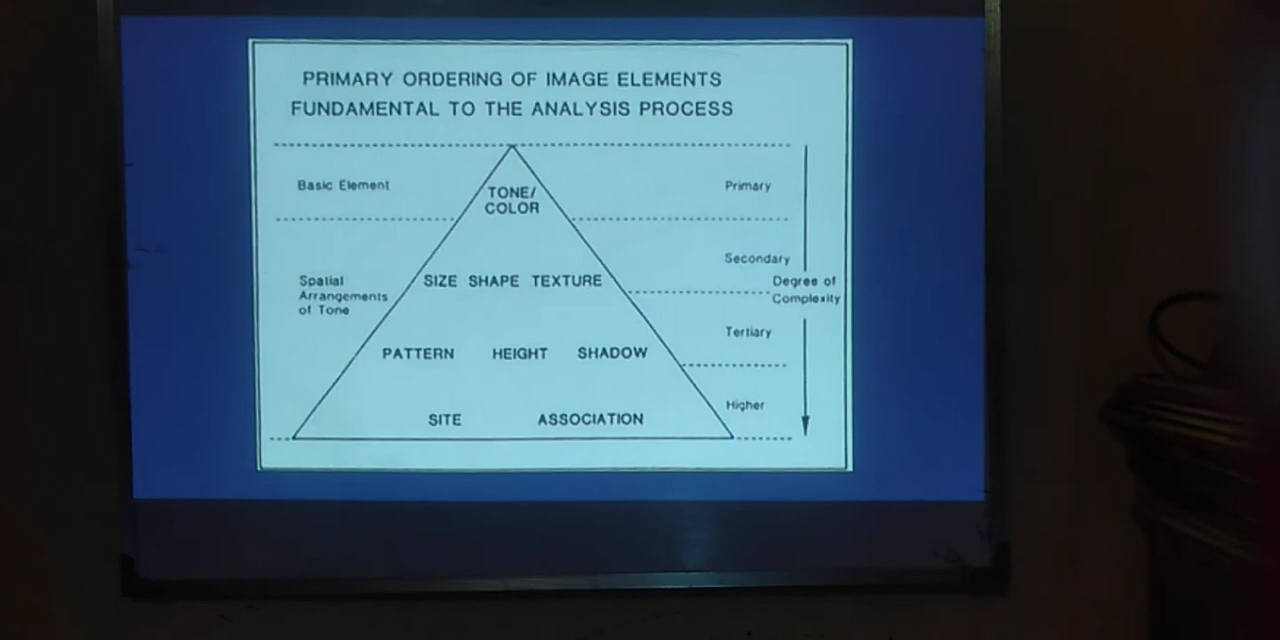 PRIMARY ORDERING OF IMAGE ELEMENTS
FUNDAMENTAL TO THE ANALYSIS PROCESS
Basic Element
TONE/
COLOR
Primary
Secondary
Spatial
Arrangements
of Tone
SIZE SHAPE TEXTURE
Degree of
Complexity
Tertiary
PATTERN HEIGHT SHADOW
Higher
SITE ASSOCIATION